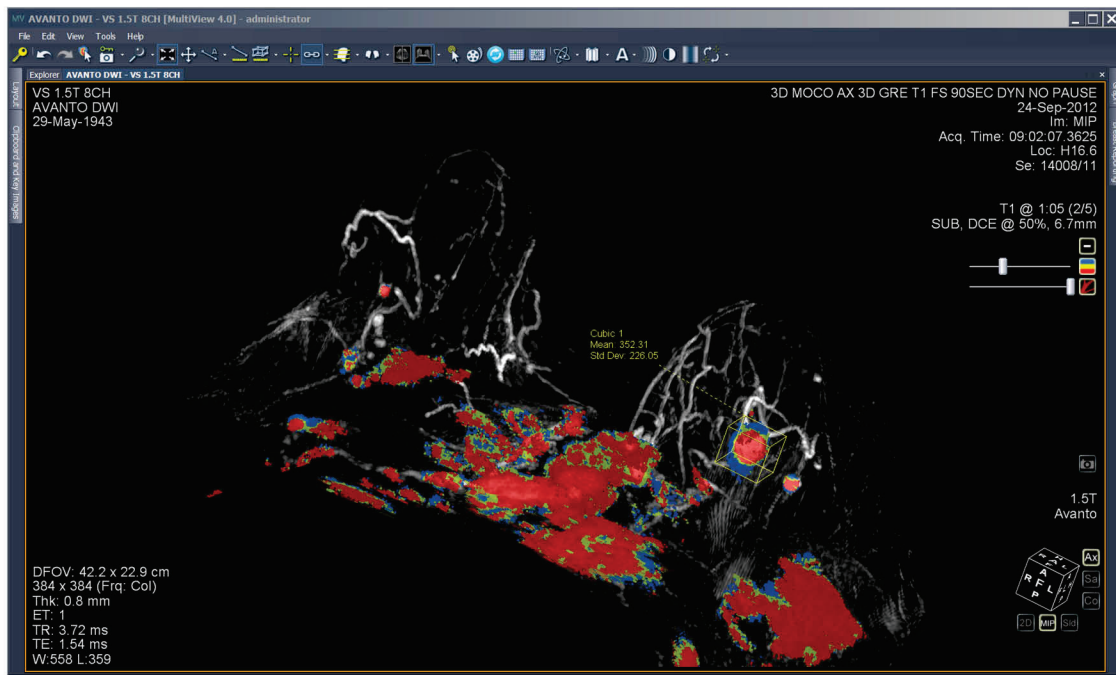 MV AVANTO DWI - VS 1.5T 8CH [MultiView 4.0] - administrator
File Edit View Tools Help
Explorer AVANTO DWI - VS 1.5T 8CH
Layout
Clipboard and Key Images
VS 1.5T 8CH
AVANTO DWI
29-May-1943
3D MOCO AX 3D GRE T1 FS 90SEC DYN NO PAUSE
24-Sep-2012
Im: MIP
Acq. Time: 09:02:07.3625
Loc: H16.6
Se: 14008/11
T1 @ 1:05 (2/5)
SUB, DCE @ 50%, 6.7mm
Cubic 1
Mean: 352.31
Std Dev: 226.05
1.5T
Avanto
Ax
Sa
Co
A
R F L
P
2D MIP Sld
DFOV: 42.2 x 22.9 cm
384 x 384 (Frq: Col)
Thk: 0.8 mm
ET: 1
TR: 3.72 ms
TE: 1.54 ms
W:558 L:359